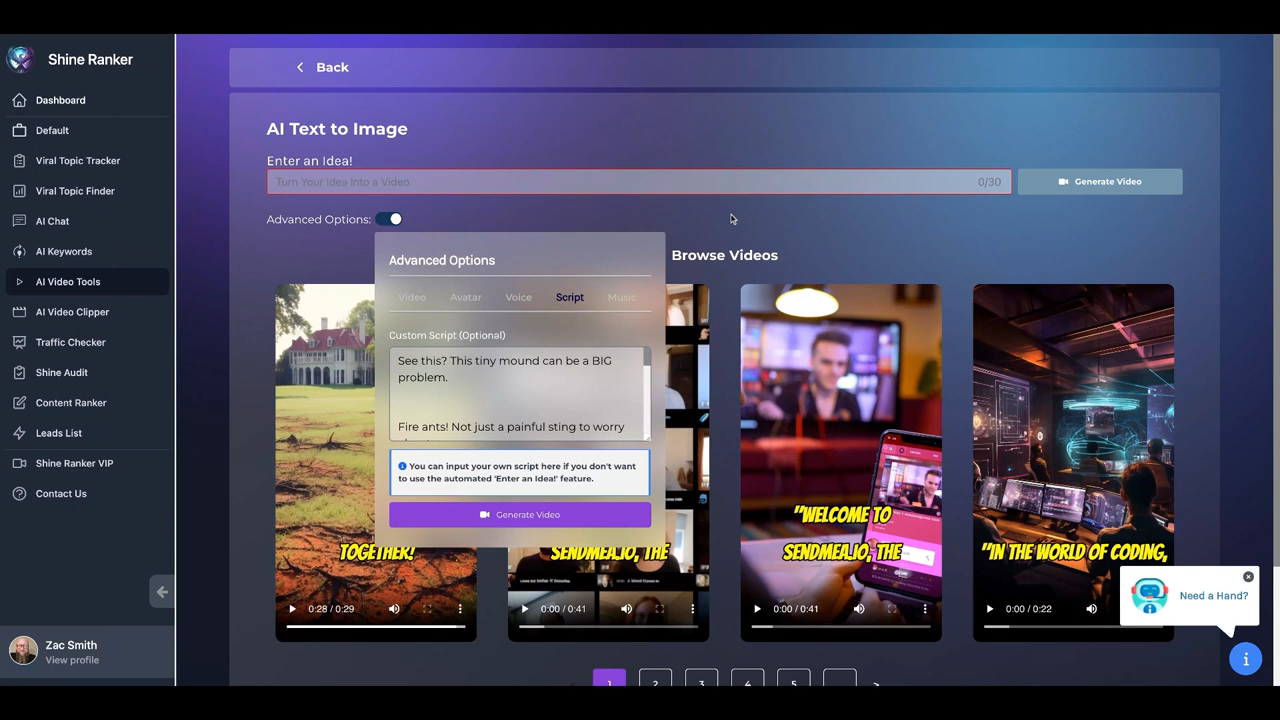 Shine Ranker
Dashboard
Default
Viral Topic Tracker
Viral Topic Finder
AI Chat
AI Keywords
AI Video Tools
AI Video Clipper
Traffic Checker
Shine Audit
Content Ranker
Leads List
Shine Ranker VIP
Contact Us
Zac Smith
View profile
Back
AI Text to Image
Enter an Idea!
Turn Your Idea Into a Video
0/30
Generate Video
Advanced Options:
Browse Videos
Advanced Options
Video Avatar Voice Script Music
Custom Script (Optional)
See this? This tiny mound can be a BIG
problem.
Fire ants! Not just a painful sting to worry
You can input your own script here if you don't want
to use the automated 'Enter an Idea!' feature.
Generate Video
TOGETHER!
0:28 / 0:29
SENDMEA.IO, THE
0:00 / 0:41
"WELCOME TO
SENDMEA.IO, THE
0:00 / 0:41
"IN THE WORLD OF CODING,
0:00 / 0:22
Need a Hand?
1 2 3 4 5 >